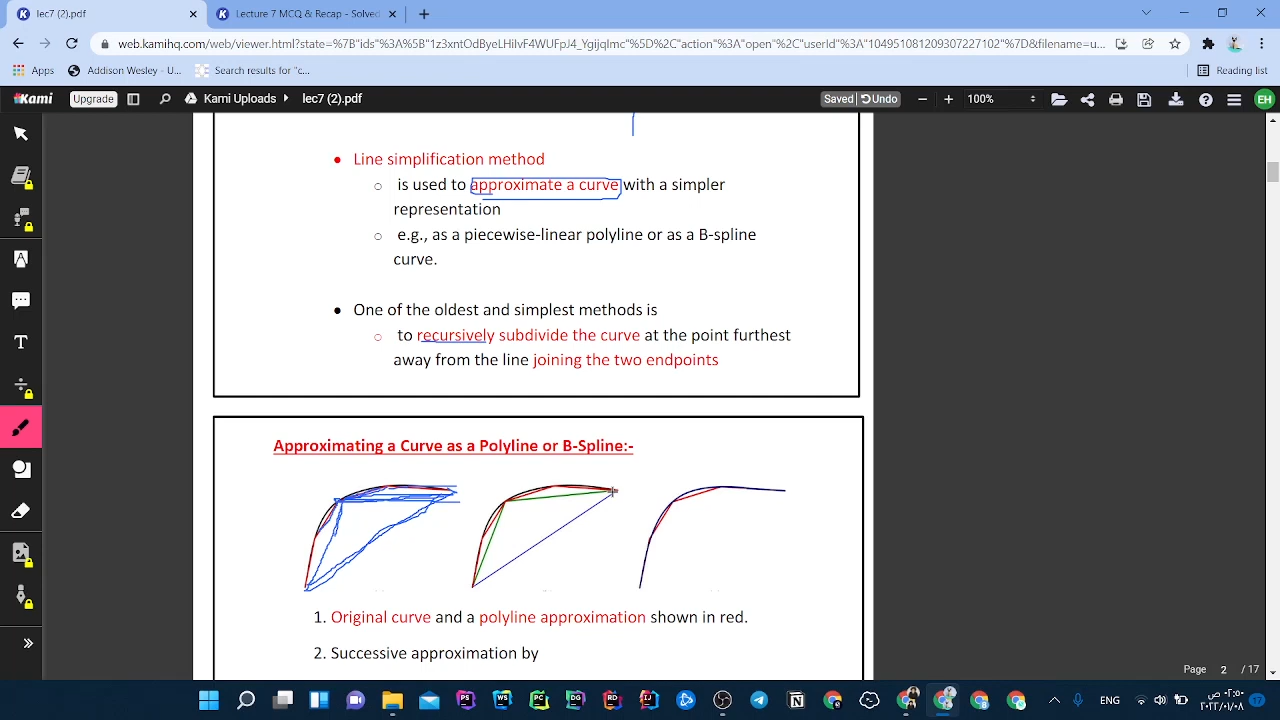 lec7 (2).pdf
Lecture 7 MCQ & Recap - Solved
web.kamihq.com/web/viewer.html?state=%7B"ids"%3A%5B"1z3xntOdByeLHilvF4WUFpJ4_Ygijqlmc"%5D%2C"action"%3A"open"%2C"userId"%3A"104951081209307227102"%7D&filename=u...
Apps
Addison Wesley - U...
Search results for "c...
Reading list
Kami
Upgrade
Kami Uploads
lec7 (2).pdf
Saved
Undo
100%
EH
• Line simplification method
○ is used to approximate a curve with a simpler
representation
○ e.g., as a piecewise-linear polyline or as a B-spline
curve.
• One of the oldest and simplest methods is
○ to recursively subdivide the curve at the point furthest
away from the line joining the two endpoints
Approximating a Curve as a Polyline or B-Spline:-
1. Original curve and a polyline approximation shown in red.
2. Successive approximation by
Page 2 / 17
ENG